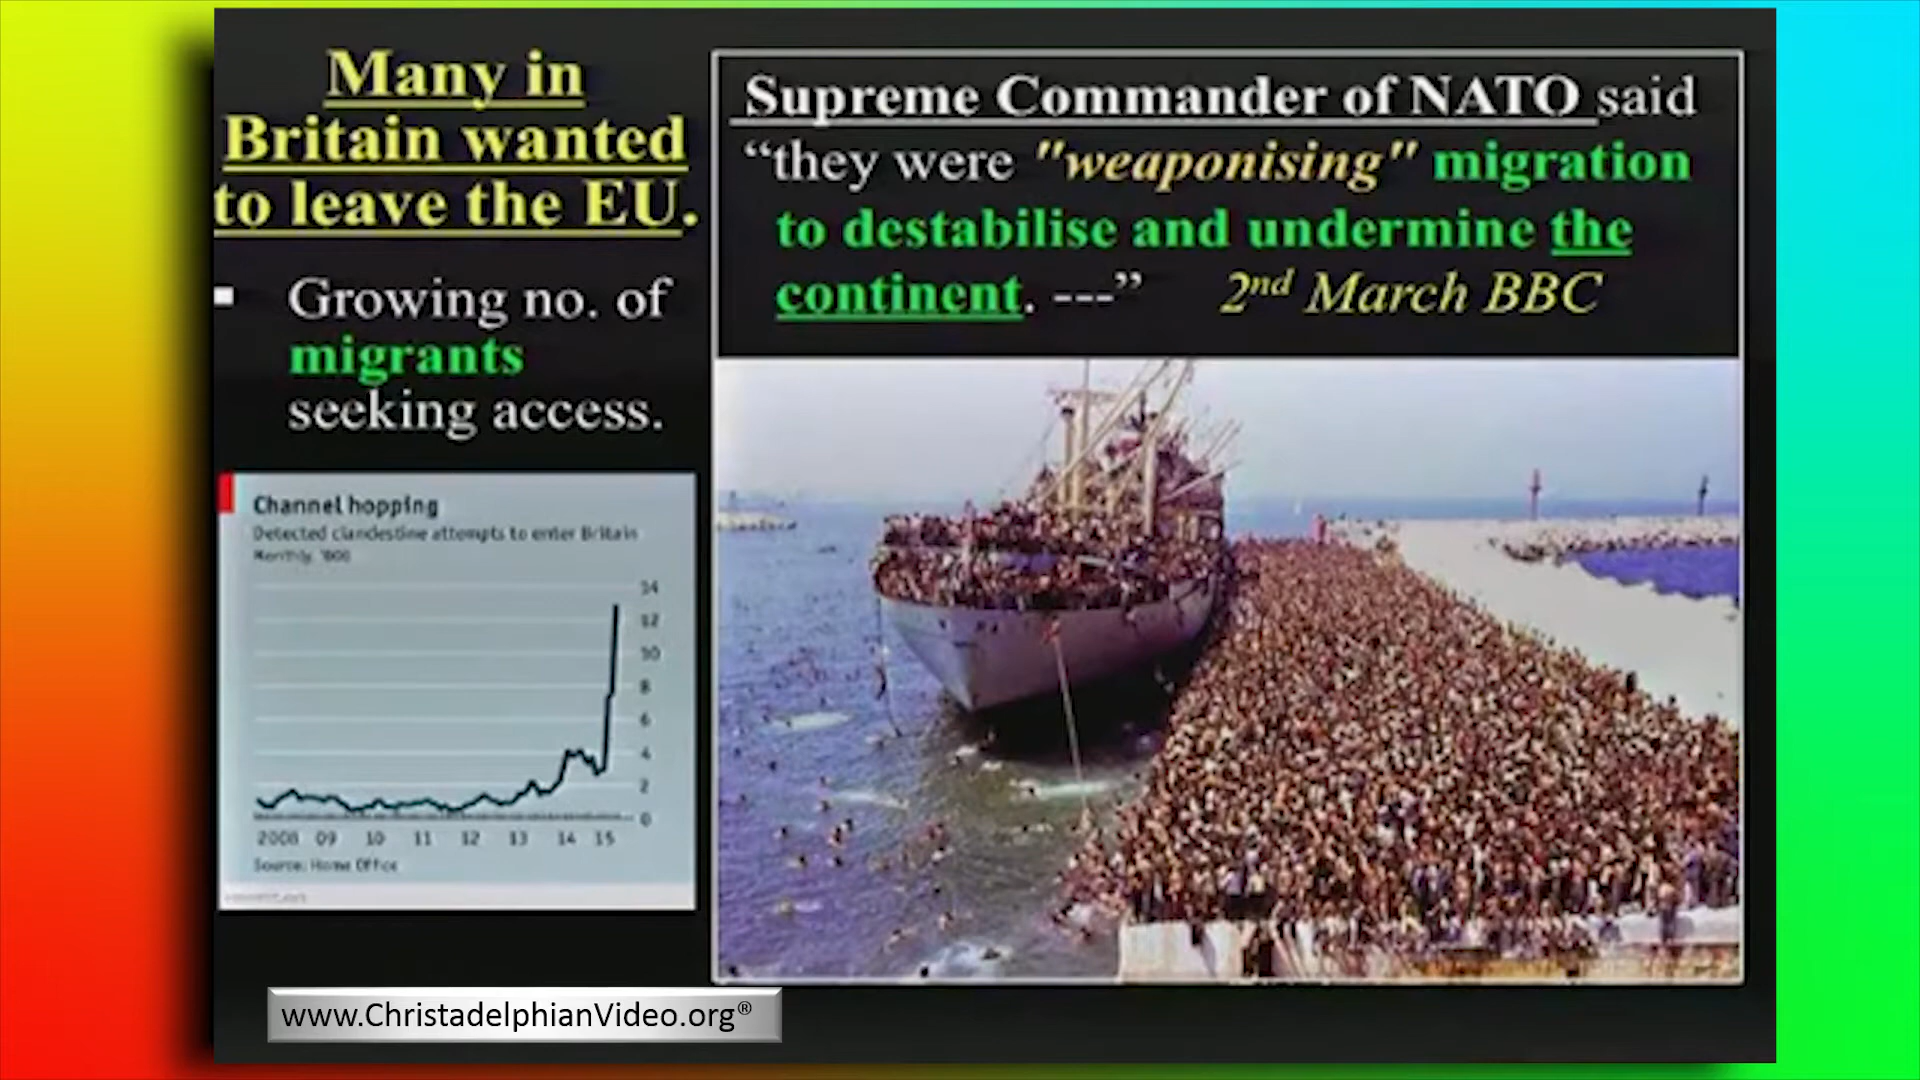 Many in
Britain wanted
to leave the EU.
Growing no. of
migrants
seeking access.
Channel hopping
Detected clandestine attempts to enter Britain
Monthly, '000
14
12
10
8
6
4
2
0
2008 09 10 11 12 13 14 15
Source: Home Office
Supreme Commander of NATO said
“they were "weaponising" migration
to destabilise and undermine the
continent. ---” 2nd March BBC
www.ChristadelphianVideo.org®